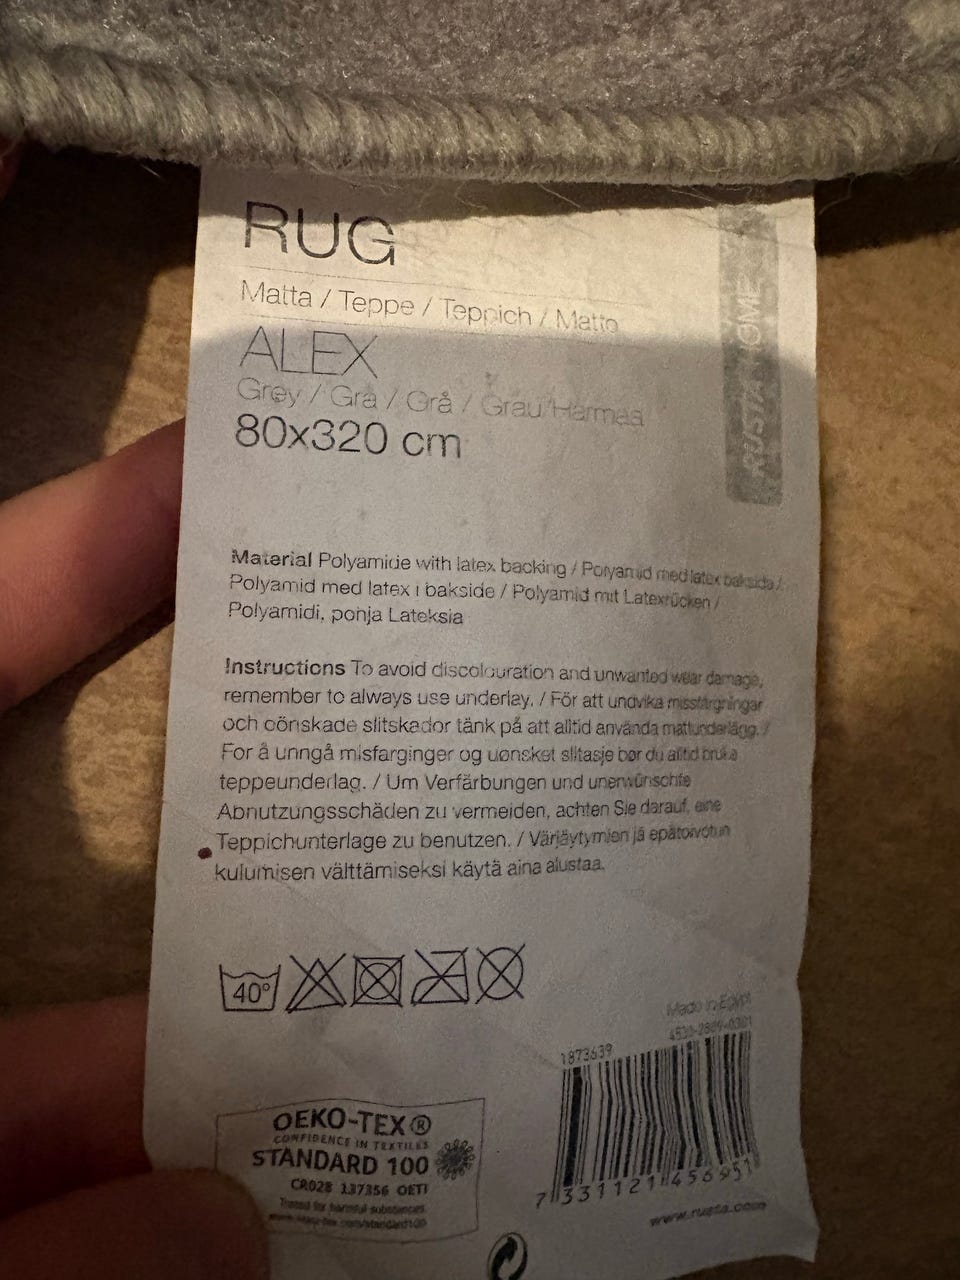 RUG
Matta / Teppe / Teppich / Matto
ALEX
Grey / Grå / Grå / Grau/Harmaa
80x320 cm
RUSTA HOME
Material Polyamide with latex backing / Polyamid med latex baksida /
Polyamid med latex i bakside / Polyamid mit Latexrücken /
Polyamidi, pohja Lateksia
Instructions To avoid discolouration and unwanted wear damage,
remember to always use underlay. / För att undvika missfärgningar
och oönskade slitskador tänk på att alltid använda mattunderlägg. /
For å unngå misfarginger og uønsket slitasje bør du alltid bruke
teppeunderlag. / Um Verfärbungen und unerwünschte
Abnutzungsschäden zu vermeiden, achten Sie darauf, eine
Teppichunterlage zu benutzen. / Värjäytymien ja epätoivotun
kulumisen välttämiseksi käytä aina alustaa.
40°
Made in Egypt
1873639
OEKO-TEX®
CONFIDENCE IN TEXTILES
STANDARD 100
CR028 137356 OETI
Tested for harmful substances
7 331121 456951
www.rusta.com